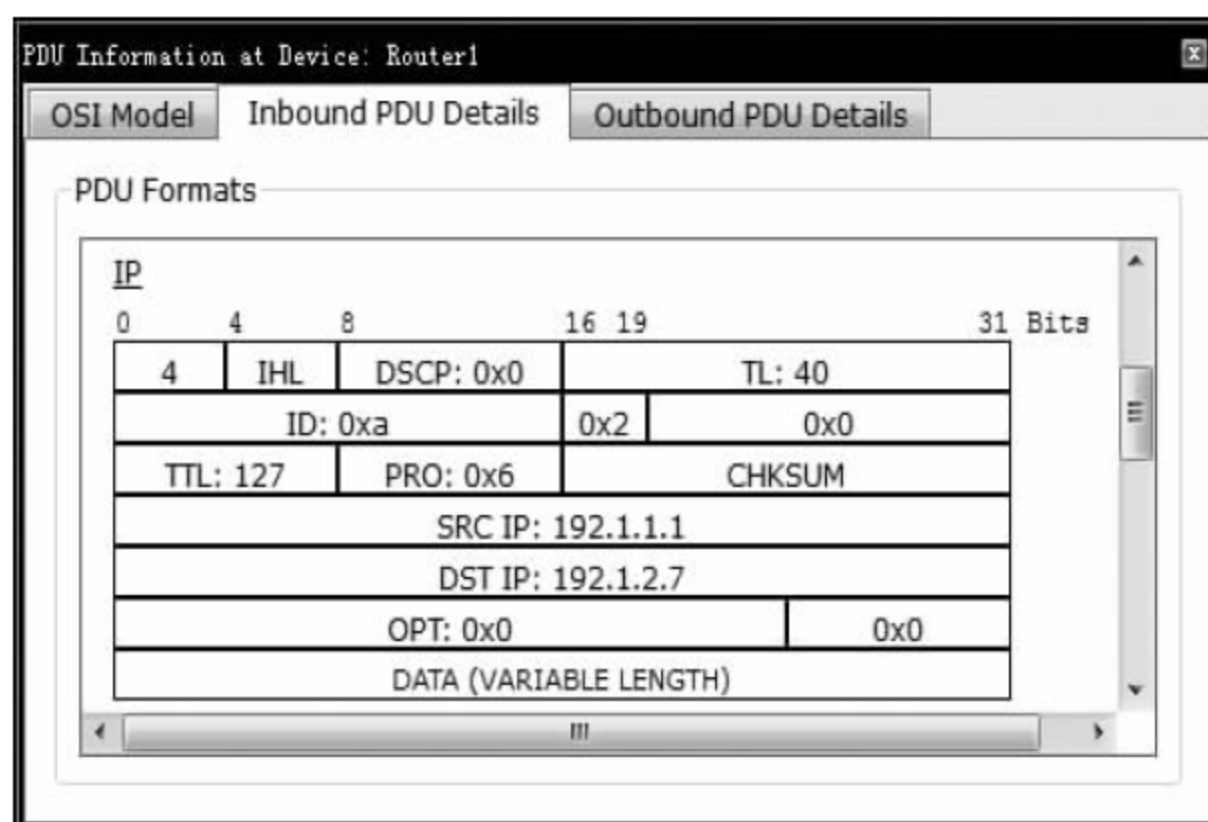 PDU Information at Device: Router1
OSI Model Inbound PDU Details Outbound PDU Details
PDU Formats
IP
0 4 8 16 19 31 Bits
4 IHL DSCP: 0x0 TL: 40
ID: 0xa 0x2 0x0
TTL: 127 PRO: 0x6 CHKSUM
SRC IP: 192.1.1.1
DST IP: 192.1.2.7
OPT: 0x0 0x0
DATA (VARIABLE LENGTH)